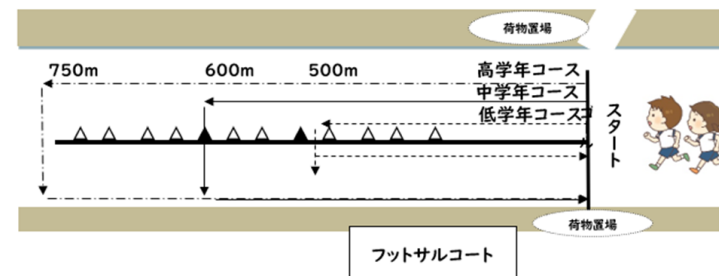 荷物置場
750m 600m 500m 高学年コース
中学年コース
低学年コース
スタート
荷物置場
フットサルコート